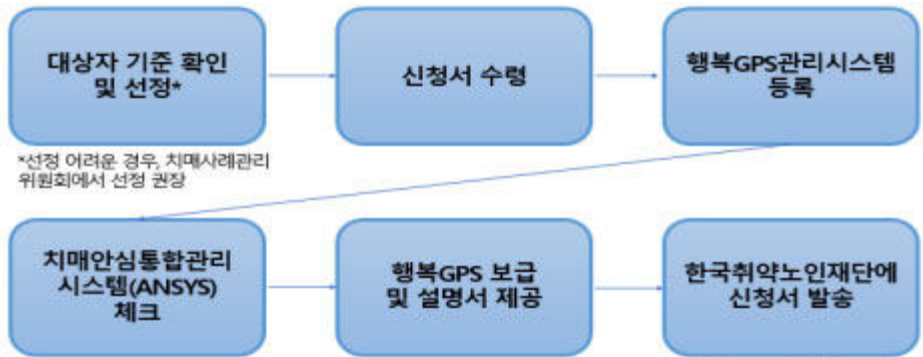 대상자 기준 확인
및 선정*
신청서 수령
행복GPS관리시스템
등록
*선정 어려운 경우, 치매사례관리
위원회에서 선정 권장
치매안심통합관리
시스템(ANSYS)
체크
행복GPS 보급
및 설명서 제공
한국취약노인재단에
신청서 발송